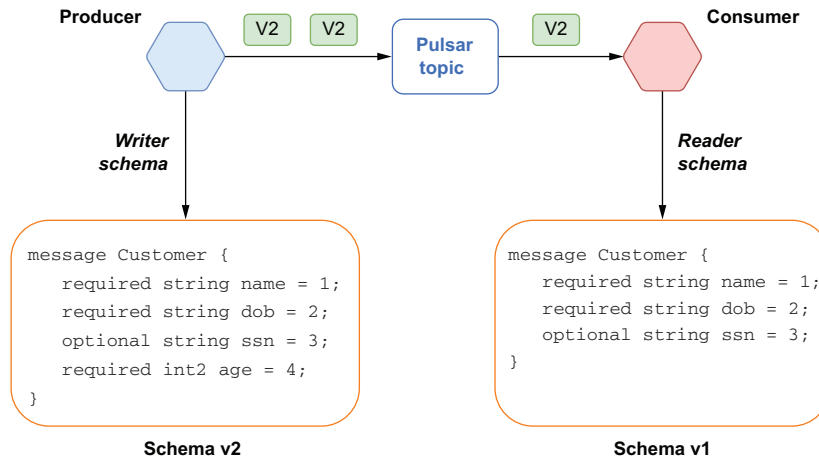 Producer
Consumer
V2
V2
V2
Pulsar
topic
Writer
schema
Reader
schema
message Customer {
required string name = 1;
required string dob = 2;
optional string ssn = 3;
required int2 age = 4;
}
message Customer {
required string name = 1;
required string dob = 2;
optional string ssn = 3;
}
Schema v2
Schema v1